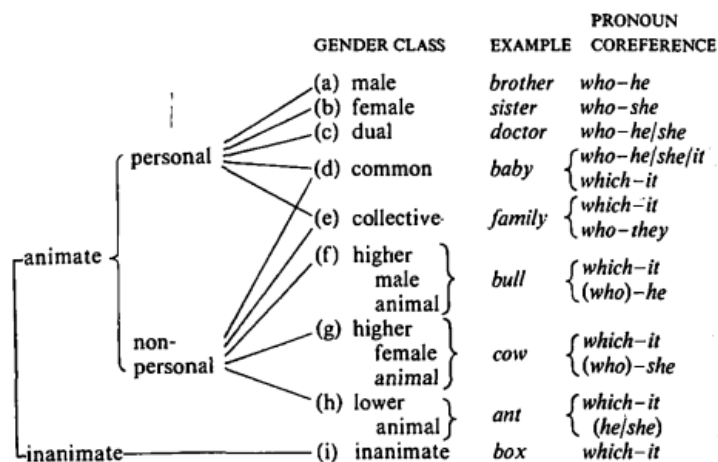 PRONOUN
GENDER CLASS EXAMPLE COREFERENCE
(a) male brother who–he
(b) female sister who–she
(c) dual doctor who–he/she
personal (d) common baby who–he/she/it
which–it
(e) collective family which–it
who–they
animate (f) higher
male bull which–it
animal (who)–he
non- (g) higher
personal female cow which–it
animal (who)–she
(h) lower ant which–it
animal (he/she)
inanimate (i) inanimate box which–it